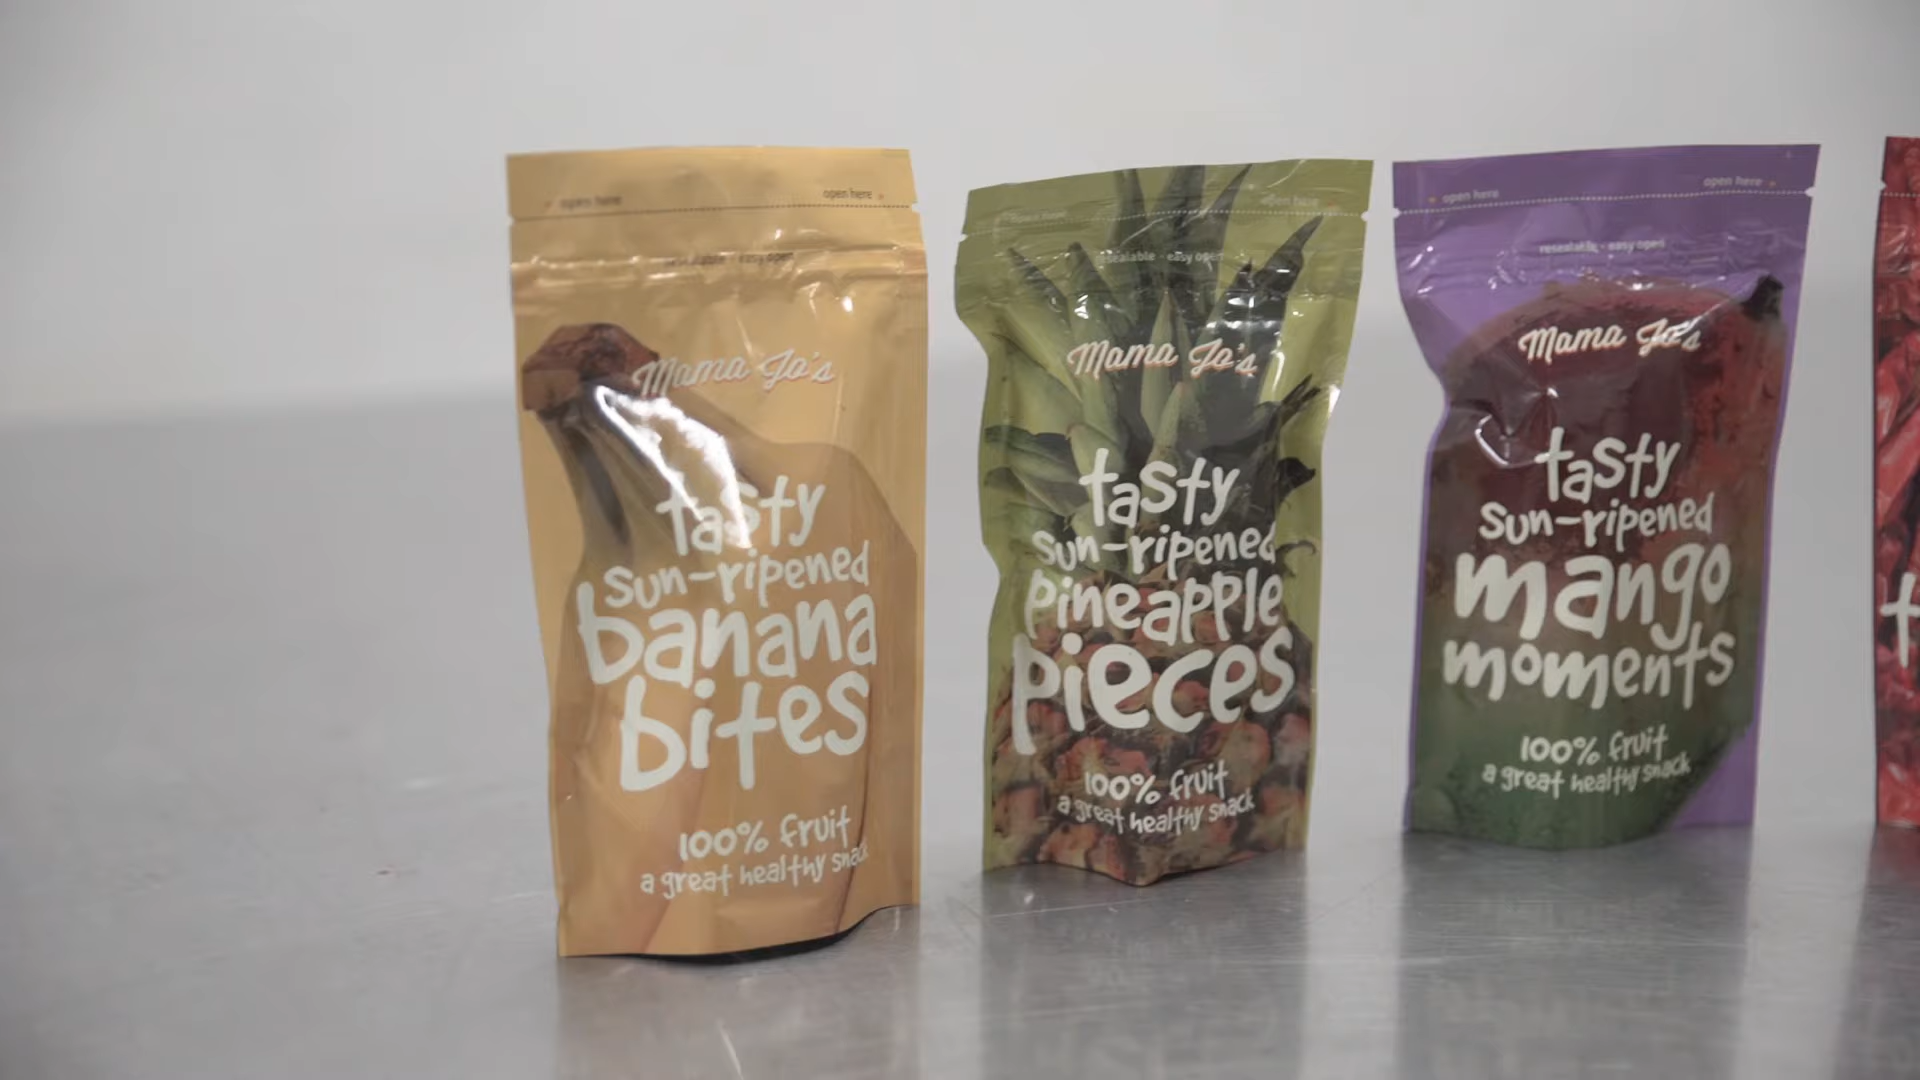 open here
open here
resealable - easy open
Mama Jo's
tasty
sun-ripened
banana
bites
100% fruit
a great healthy snack
open here
resealable - easy open
Mama Jo's
tasty
sun-ripened
pineapple
pieces
100% fruit
a great healthy snack
open here
open here
resealable - easy open
Mama Jo's
tasty
sun-ripened
mango
moments
100% fruit
a great healthy snack